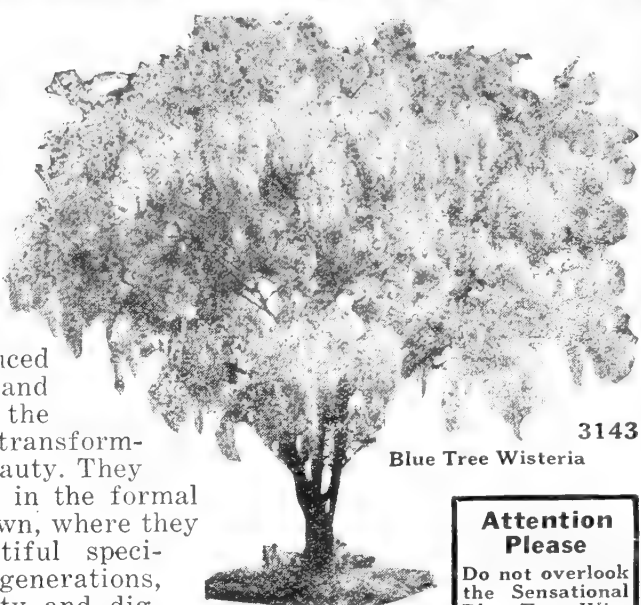 and
the
transform-
auty. They
in the formal
wn, where they
tiful speci-
generations,
3143
Blue Tree Wisteria
Attention
Please
Do not overlook
the Sensational